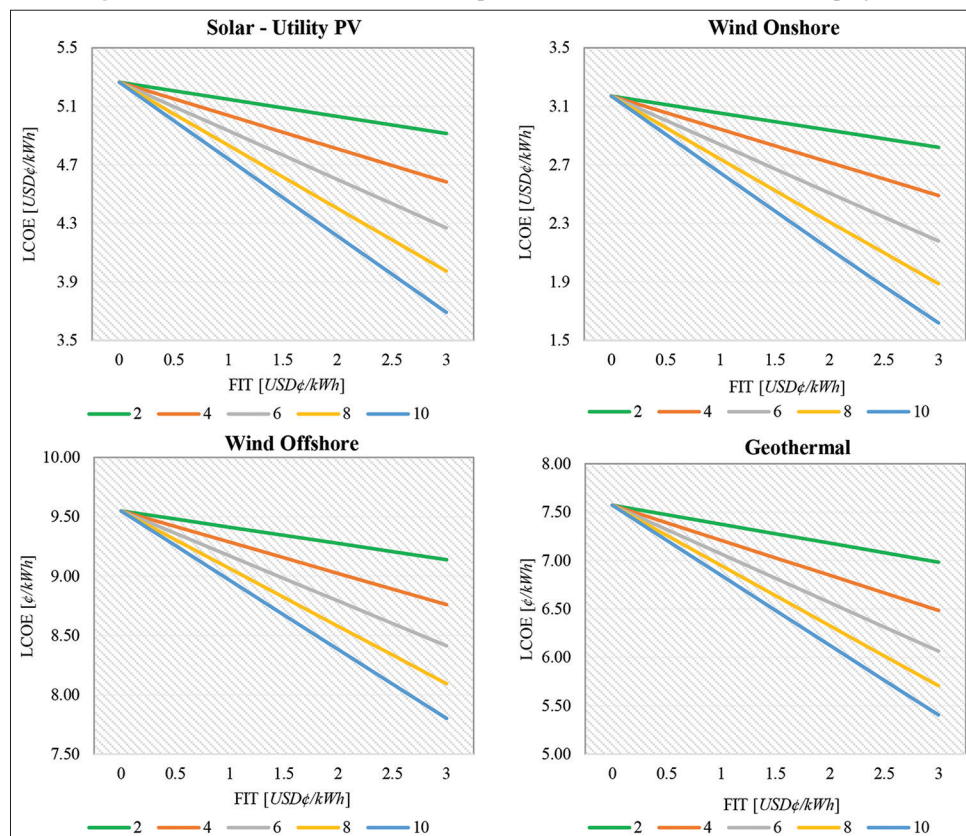 Solar - Utility PV
5.5
5.1
4.7
4.3
3.9
3.5
LCOE [USD¢/kWh]
0 0.5 1 1.5 2 2.5 3
FIT [USD¢/kWh]
2 4 6 8 10
Wind Onshore
3.5
3.1
2.7
2.3
1.9
1.5
LCOE [USD¢/kWh]
0 0.5 1 1.5 2 2.5 3
FIT [USD¢/kWh]
2 4 6 8 10
Wind Offshore
10.00
9.50
9.00
8.50
8.00
7.50
LCOE [¢/kWh]
0 0.5 1 1.5 2 2.5 3
FIT [USD¢/kWh]
2 4 6 8 10
Geothermal
8.00
7.50
7.00
6.50
6.00
5.50
5.00
LCOE [¢/kWh]
0 0.5 1 1.5 2 2.5 3
FIT [USD¢/kWh]
2 4 6 8 10